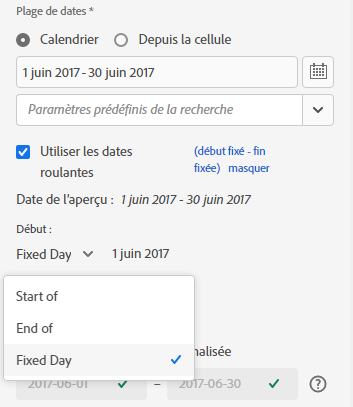 Plage de dates *
Calendrier Depuis la cellule
1 juin 2017 - 30 juin 2017
Paramètres prédéfinis de la recherche
Utiliser les dates roulantes (début fixé - fin fixée) masquer
Date de l'aperçu : 1 juin 2017 - 30 juin 2017
Début :
Fixed Day 1 juin 2017
Start of
End of
Fixed Day
2017-06-01 – 2017-06-30